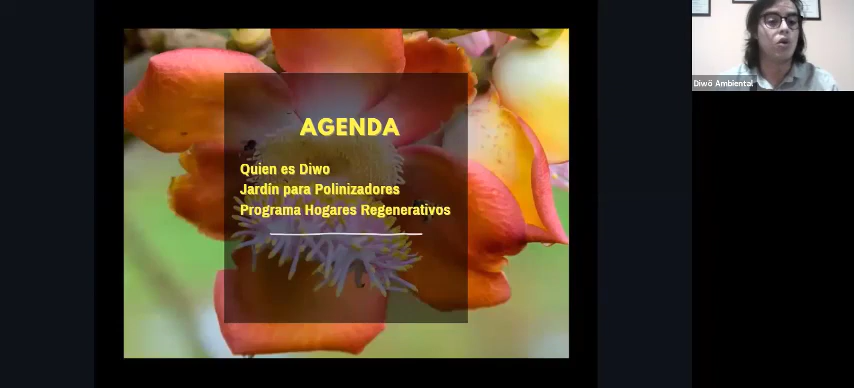 AGENDA
Quien es Diwo
Jardín para Polinizadores
Programa Hogares Regenerativos
Diwö Ambiental